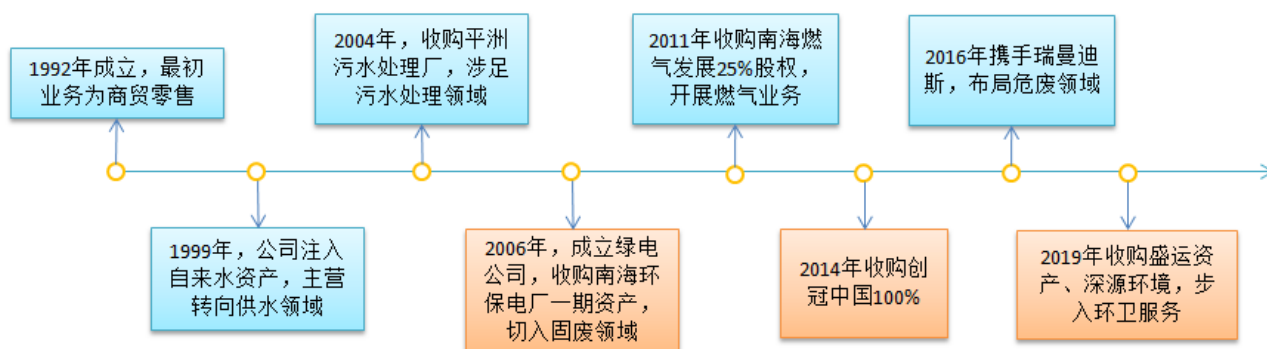 1992年成立，最初
业务为商贸零售
1999年，公司注入
自来水资产，主营
转向供水领域
2004年，收购平洲
污水处理厂，涉足
污水处理领域
2006年，成立绿电
公司，收购南海环
保电厂一期资产，
切入固废领域
2011年收购南海燃
气发展25%股权，
开展燃气业务
2014年收购创
冠中国100%
2016年携手瑞曼迪
斯，布局危废领域
2019年收购盛运资
产、深源环境，步
入环卫服务